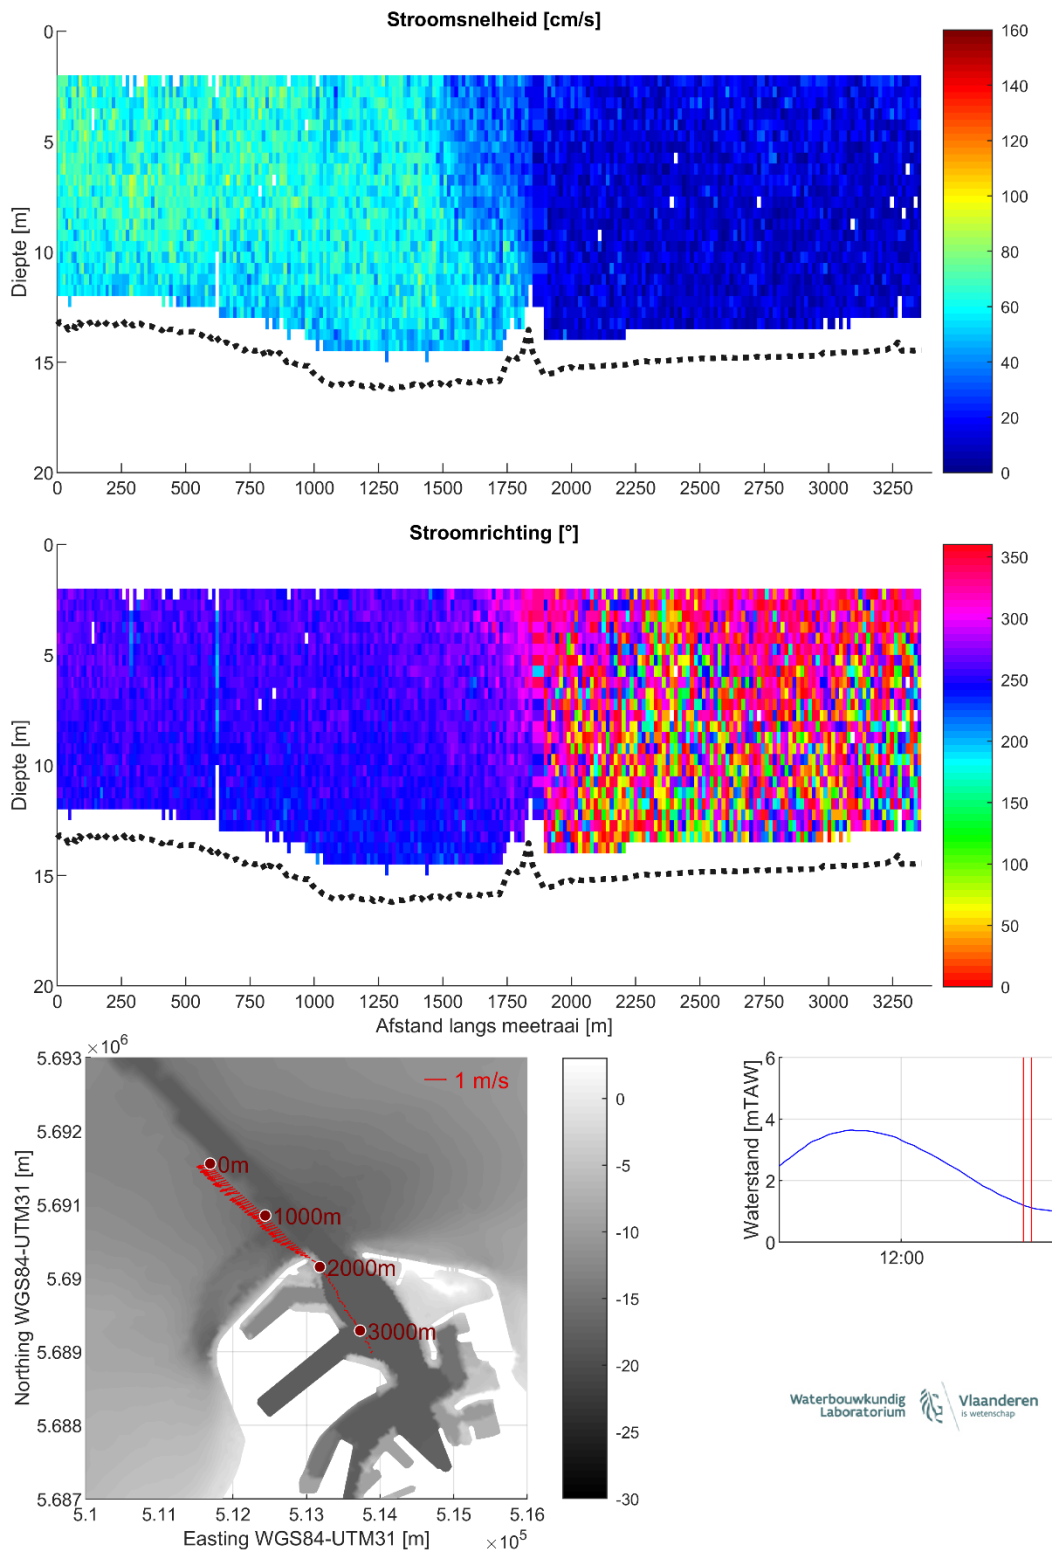 Stroomsnelheid [cm/s]
Diepte [m]
0
5
10
15
20
0 250 500 750 1000 1250 1500 1750 2000 2250 2500 2750 3000 3250
160
140
120
100
80
60
40
20
0
Stroomrichting [°]
Diepte [m]
0
5
10
15
20
0 250 500 750 1000 1250 1500 1750 2000 2250 2500 2750 3000 3250
Afstand langs meetraai [m]
350
300
250
200
150
100
50
0
×10⁶
Northing WGS84-UTM31 [m]
5.693
5.692
5.691
5.69
5.689
5.688
5.687
1 m/s
0m
1000m
2000m
3000m
5.1 5.11 5.12 5.13 5.14 5.15 5.16
Easting WGS84-UTM31 [m]
×10⁵
0
-5
-10
-15
-20
-25
-30
Waterstand [mTAW]
6
4
2
0
12:00
Waterbouwkundig
Laboratorium
Vlaanderen
is wetenschap